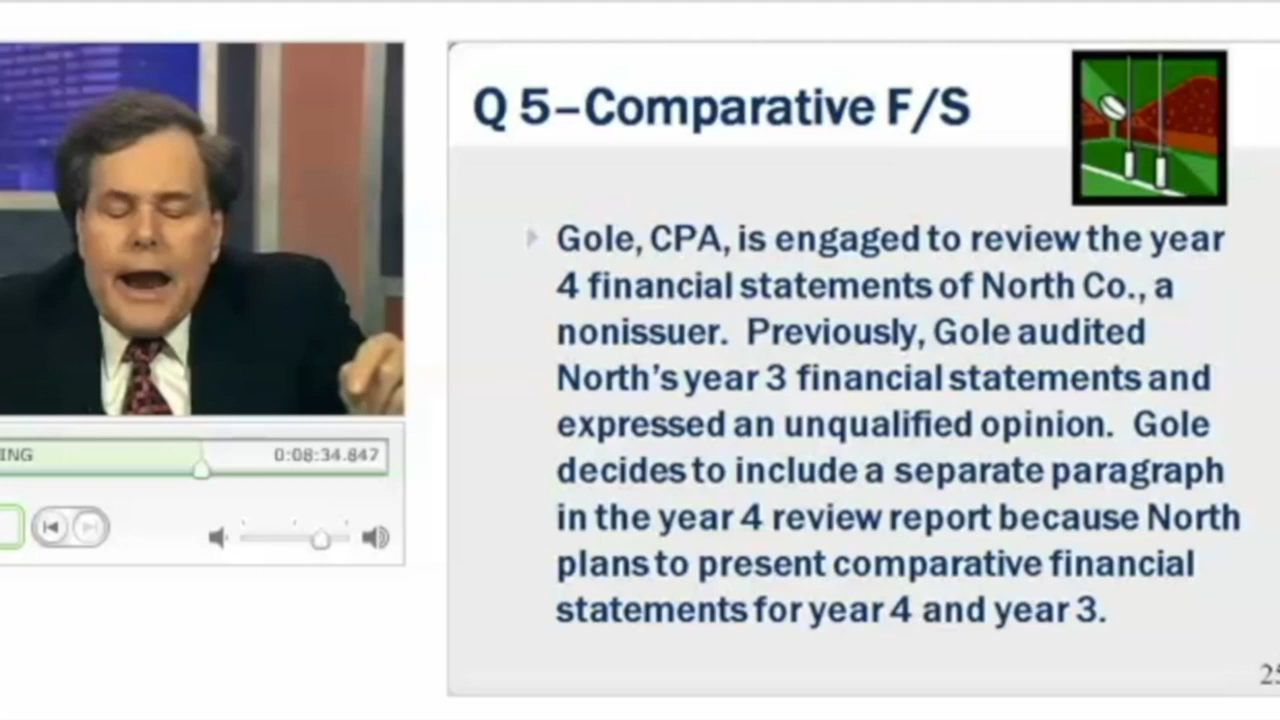 Q 5–Comparative F/S
Gole, CPA, is engaged to review the year
4 financial statements of North Co., a
nonissuer. Previously, Gole audited
North's year 3 financial statements and
expressed an unqualified opinion. Gole
decides to include a separate paragraph
in the year 4 review report because North
plans to present comparative financial
statements for year 4 and year 3.
ING
0:08:34.847